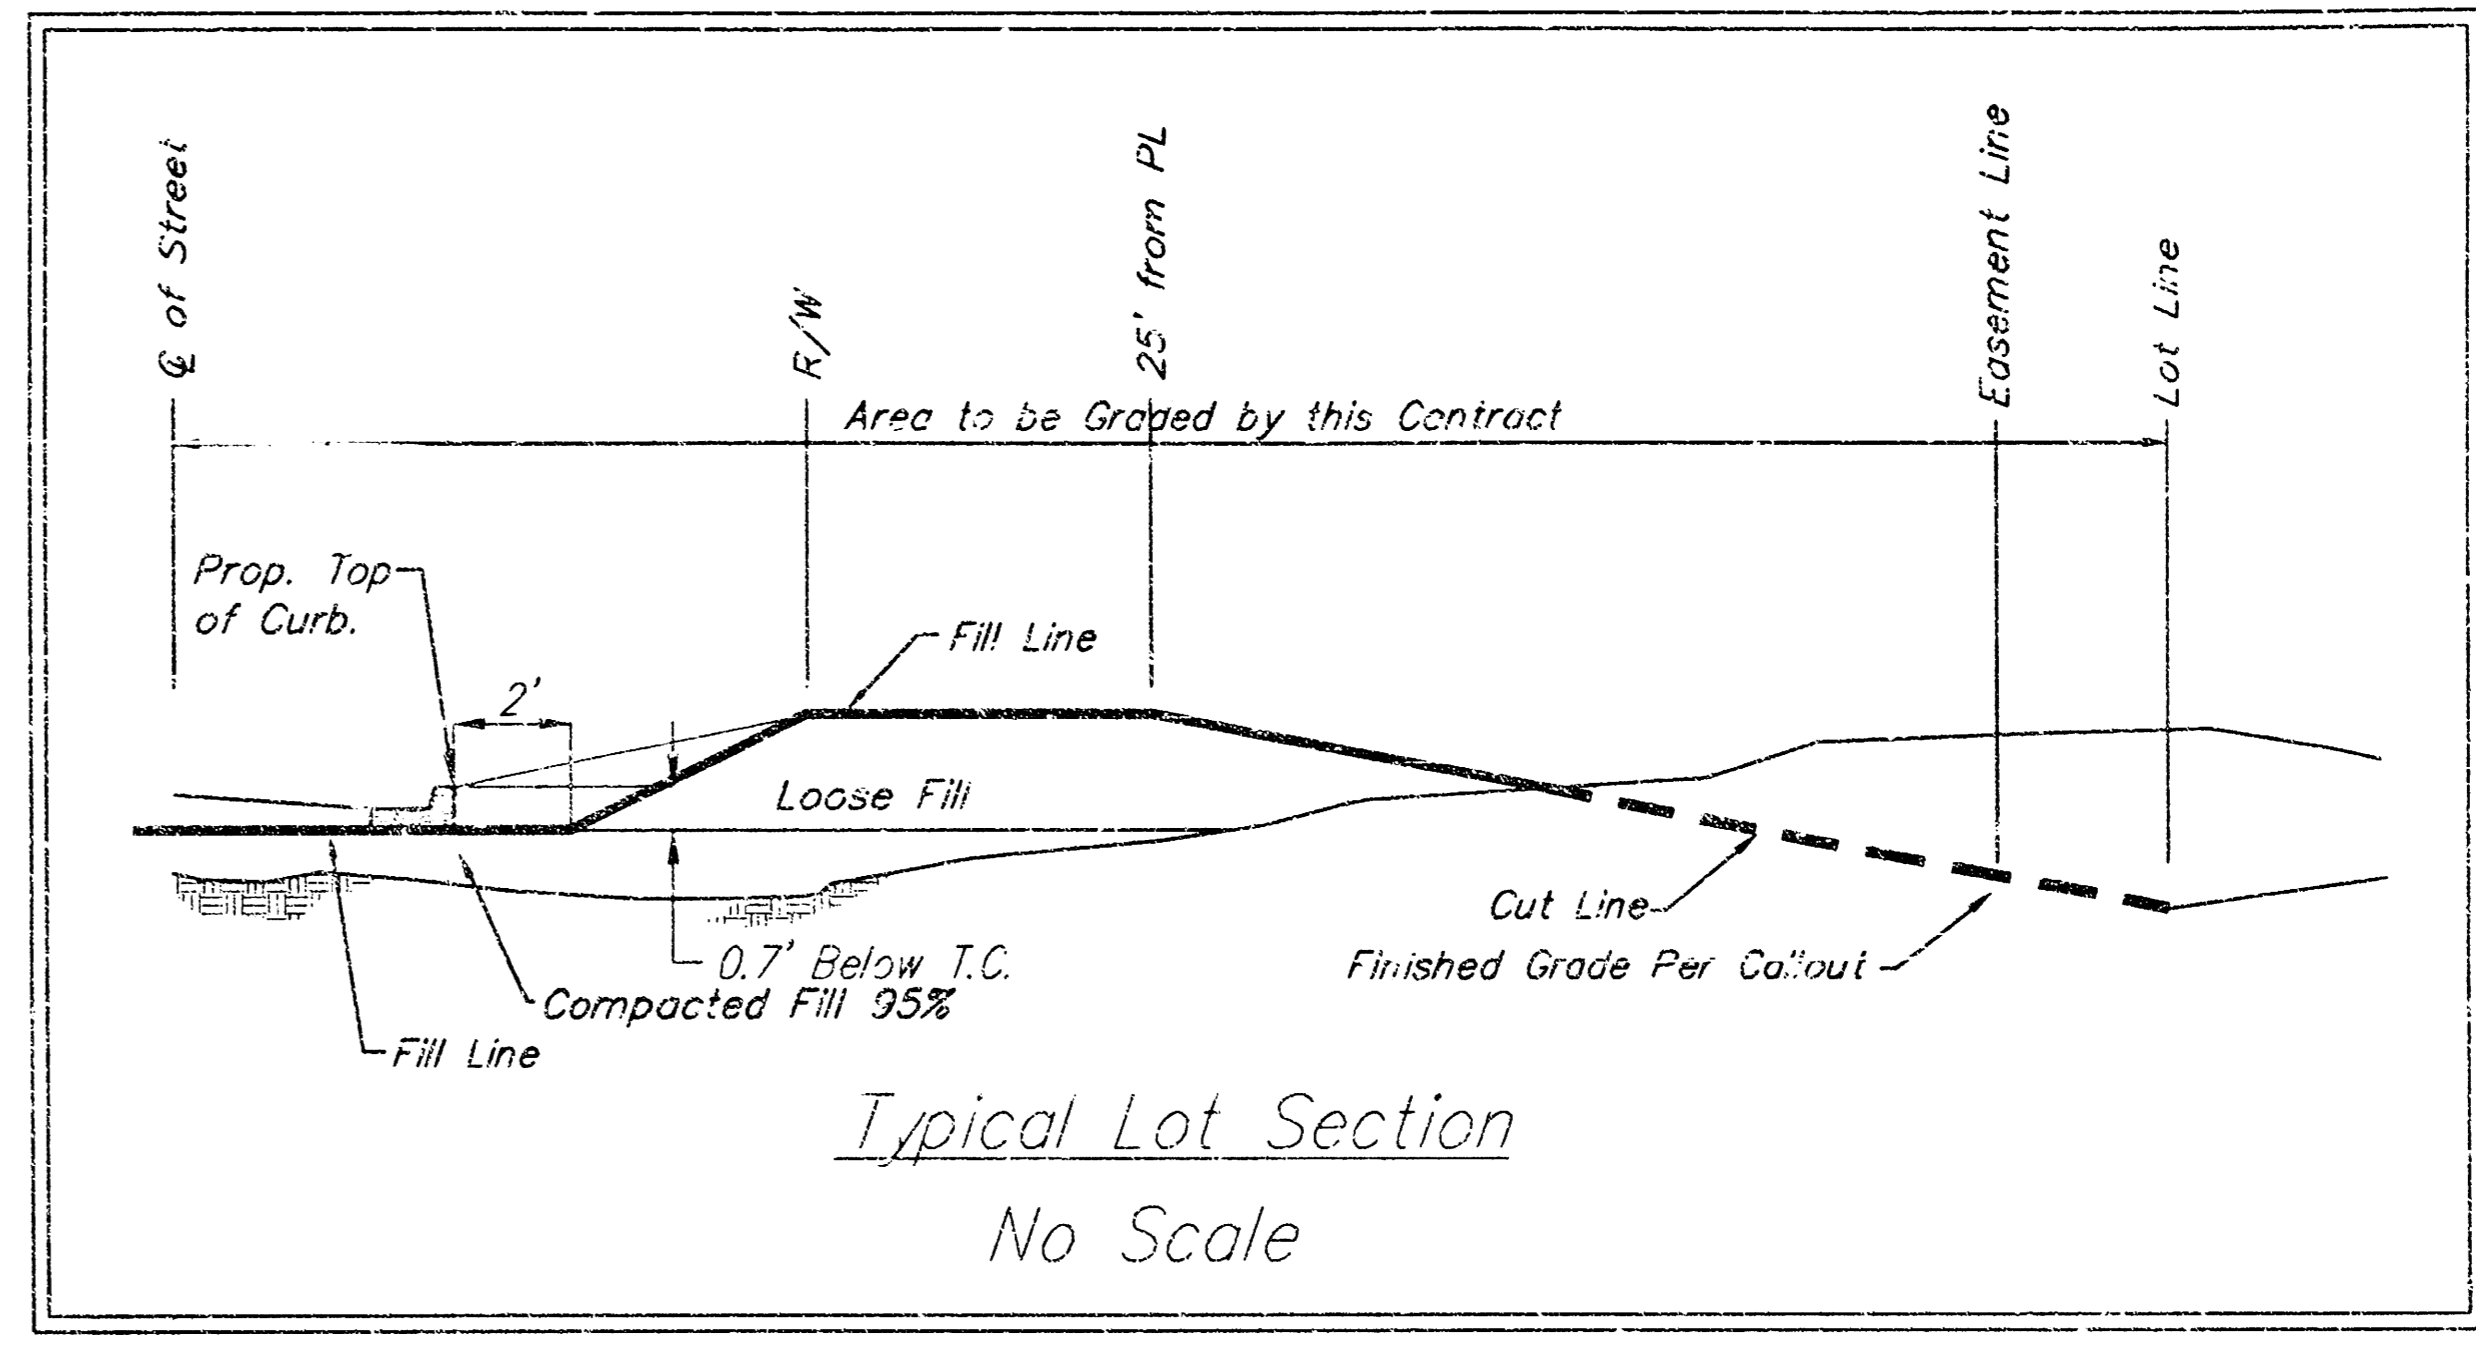 ℄ of Street
R/W
25' from PL
Easement Line
Lot Line
Area to be Graded by this Contract
Prop. Top
of Curb.
2'
Fill Line
Loose Fill
Cut Line
0.7' Below T.C.
Finished Grade Per Callout
Compacted Fill 95%
Fill Line
Typical Lot Section
No Scale